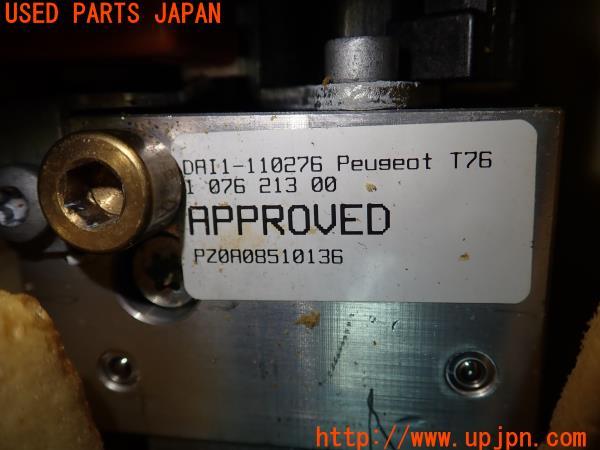 USED PARTS JAPAN
DAI1-110276 Peugeot T76
1 076 213 00
APPROVED
PZ0A08510136
http://www.upjpn.com